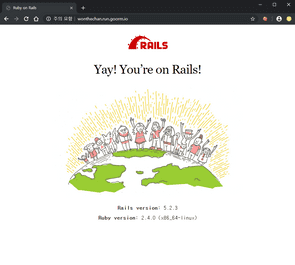 Ruby on Rails
주의 요함
wonthechan.run.goorm.io
RAILS
Yay! You're on Rails!
Rails version: 5.2.3
Ruby version: 2.4.0 (x86_64-linux)